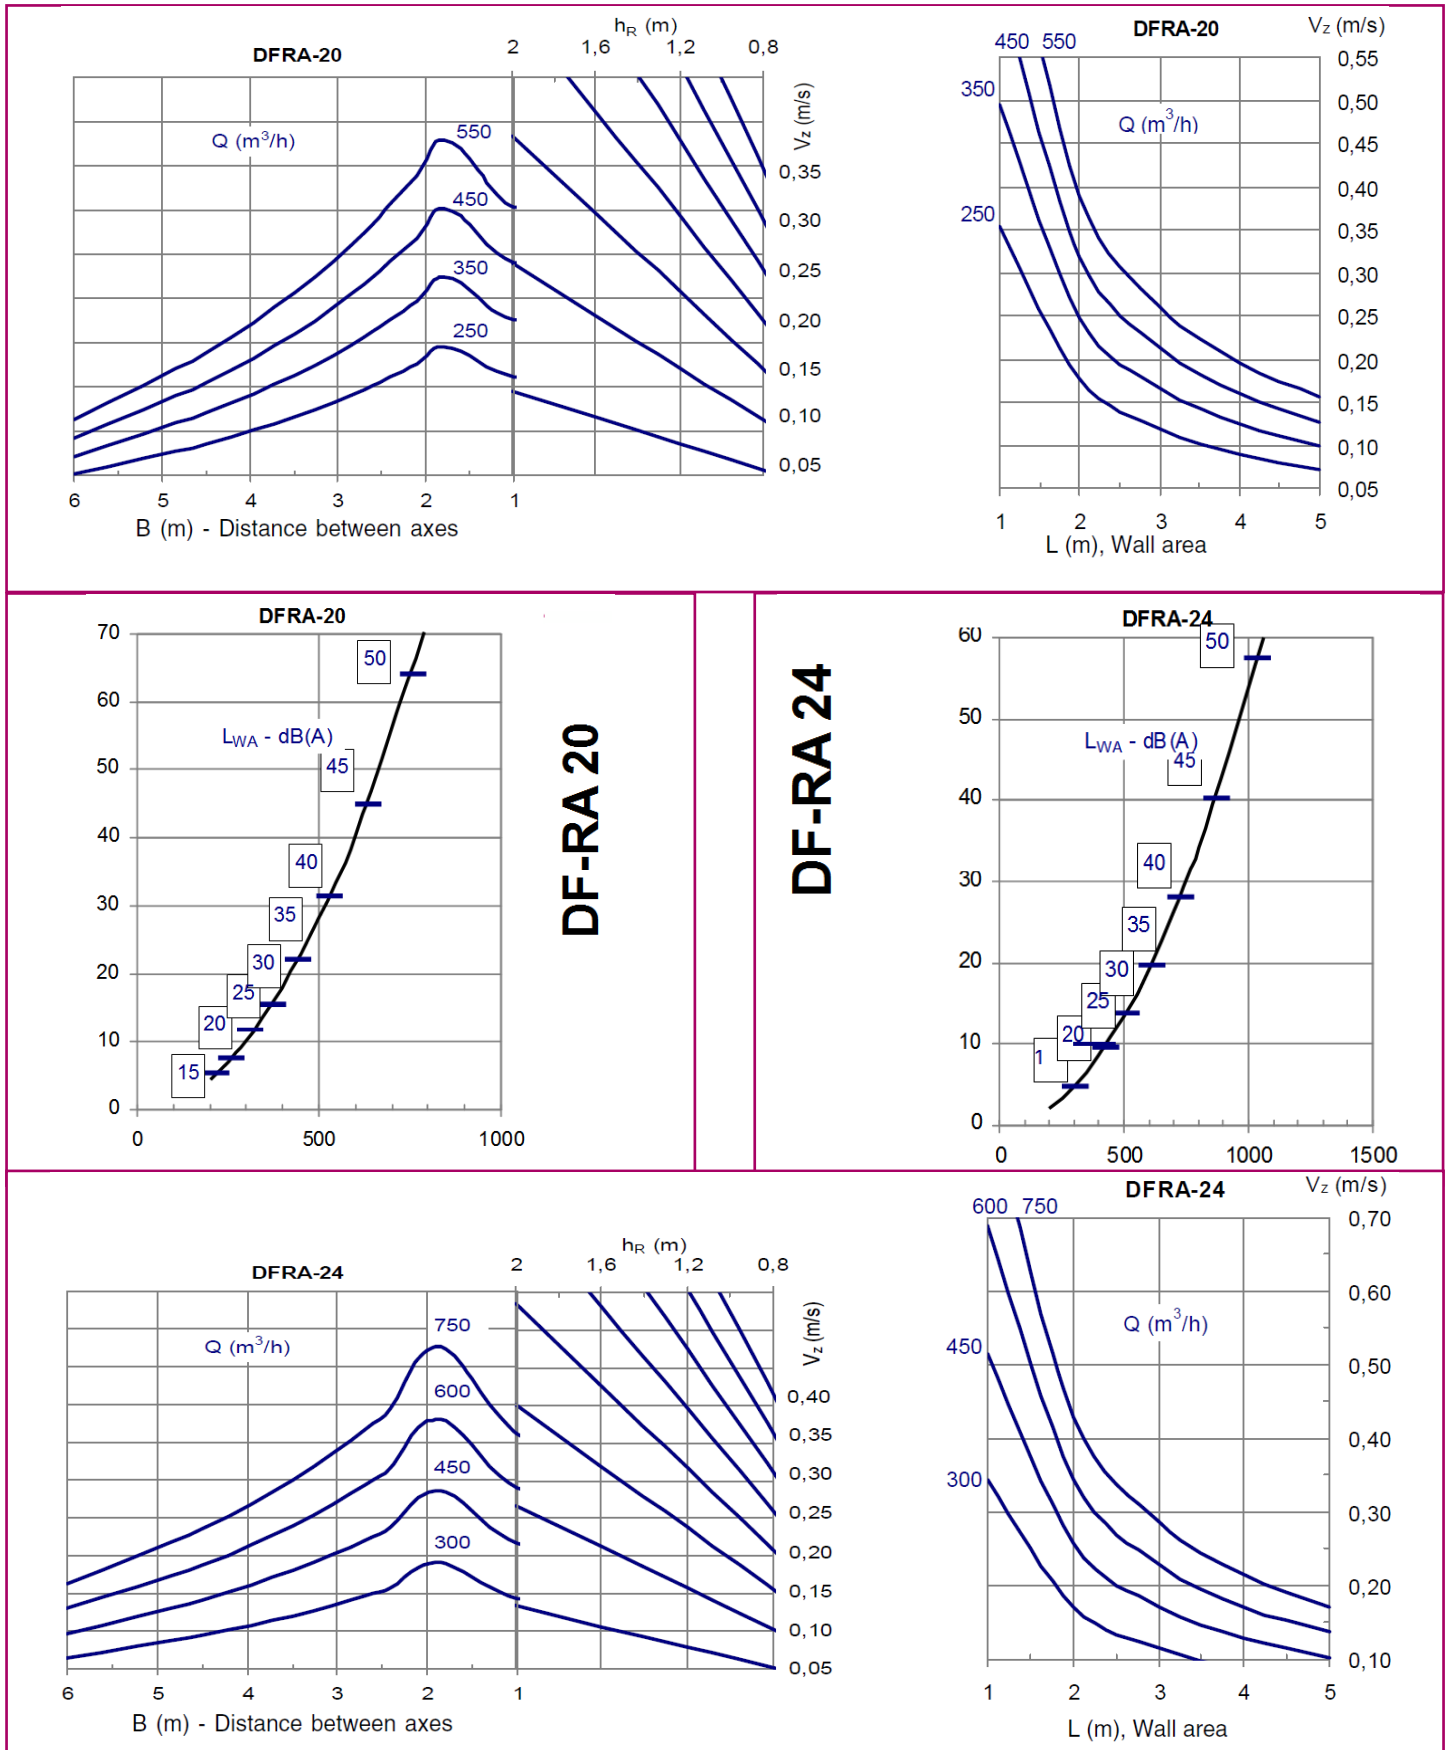 h_R (m)
DFRA-20
2 1,6 1,2 0,8
V_z (m/s)
Q (m³/h)
550
450
350
250
0,35
0,30
0,25
0,20
0,15
0,10
0,05
6 5 4 3 2 1
B (m) - Distance between axes
DFRA-20
V_z (m/s)
450 550
350
250
Q (m³/h)
0,55
0,50
0,45
0,40
0,35
0,30
0,25
0,20
0,15
0,10
0,05
1 2 3 4 5
L (m), Wall area
DFRA-20
70
60
50
40
30
20
10
0
L_WA - dB(A)
50
45
40
35
30
25
20
15
0 500 1000
DF-RA 20
DF-RA 24
DFRA-24
60
50
40
30
20
10
0
L_WA - dB(A)
50
45
40
35
30
25
20
1
0 500 1000 1500
h_R (m)
DFRA-24
2 1,6 1,2 0,8
V_z (m/s)
Q (m³/h)
750
600
450
300
0,40
0,35
0,30
0,25
0,20
0,15
0,10
0,05
6 5 4 3 2 1
B (m) - Distance between axes
DFRA-24
V_z (m/s)
600 750
450
300
Q (m³/h)
0,70
0,60
0,50
0,40
0,30
0,20
0,10
1 2 3 4 5
L (m), Wall area